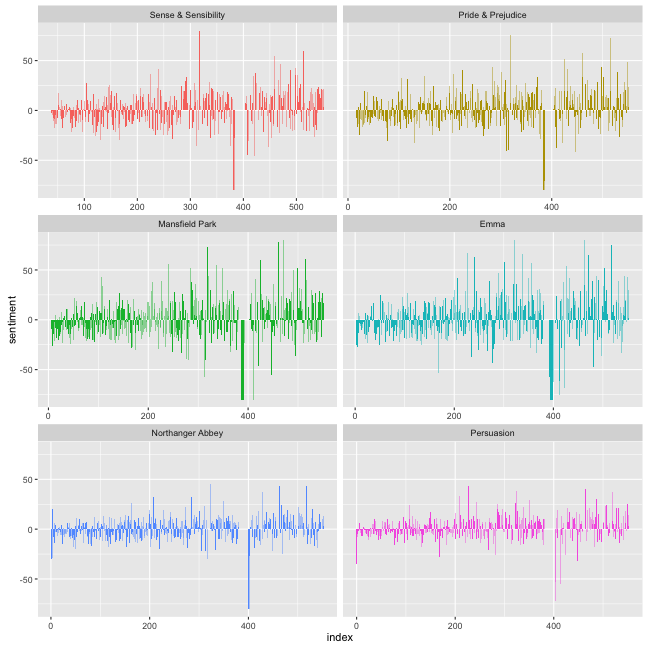 Sense & Sensibility
Pride & Prejudice
50
0
-50
100 200 300 400 500
0 200 400
Mansfield Park
Emma
50
0
-50
0 200 400
0 200 400
Northanger Abbey
Persuasion
50
0
-50
0 200 400
0 200 400
sentiment
index